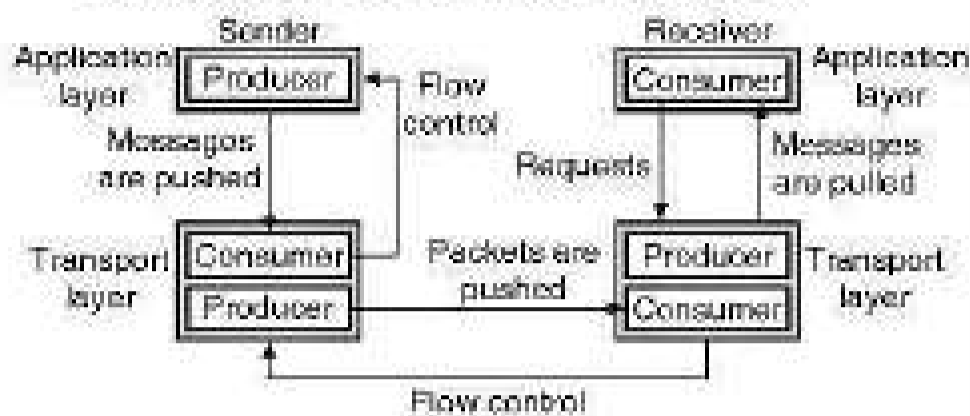 Sender
Receiver
Application
layer
Producer
Flow
control
Consumer
Application
layer
Messages
are pushed
Requests
Messages
are pulled
Transport
layer
Consumer
Producer
Packets are
pushed
Producer
Consumer
Transport
layer
Flow control